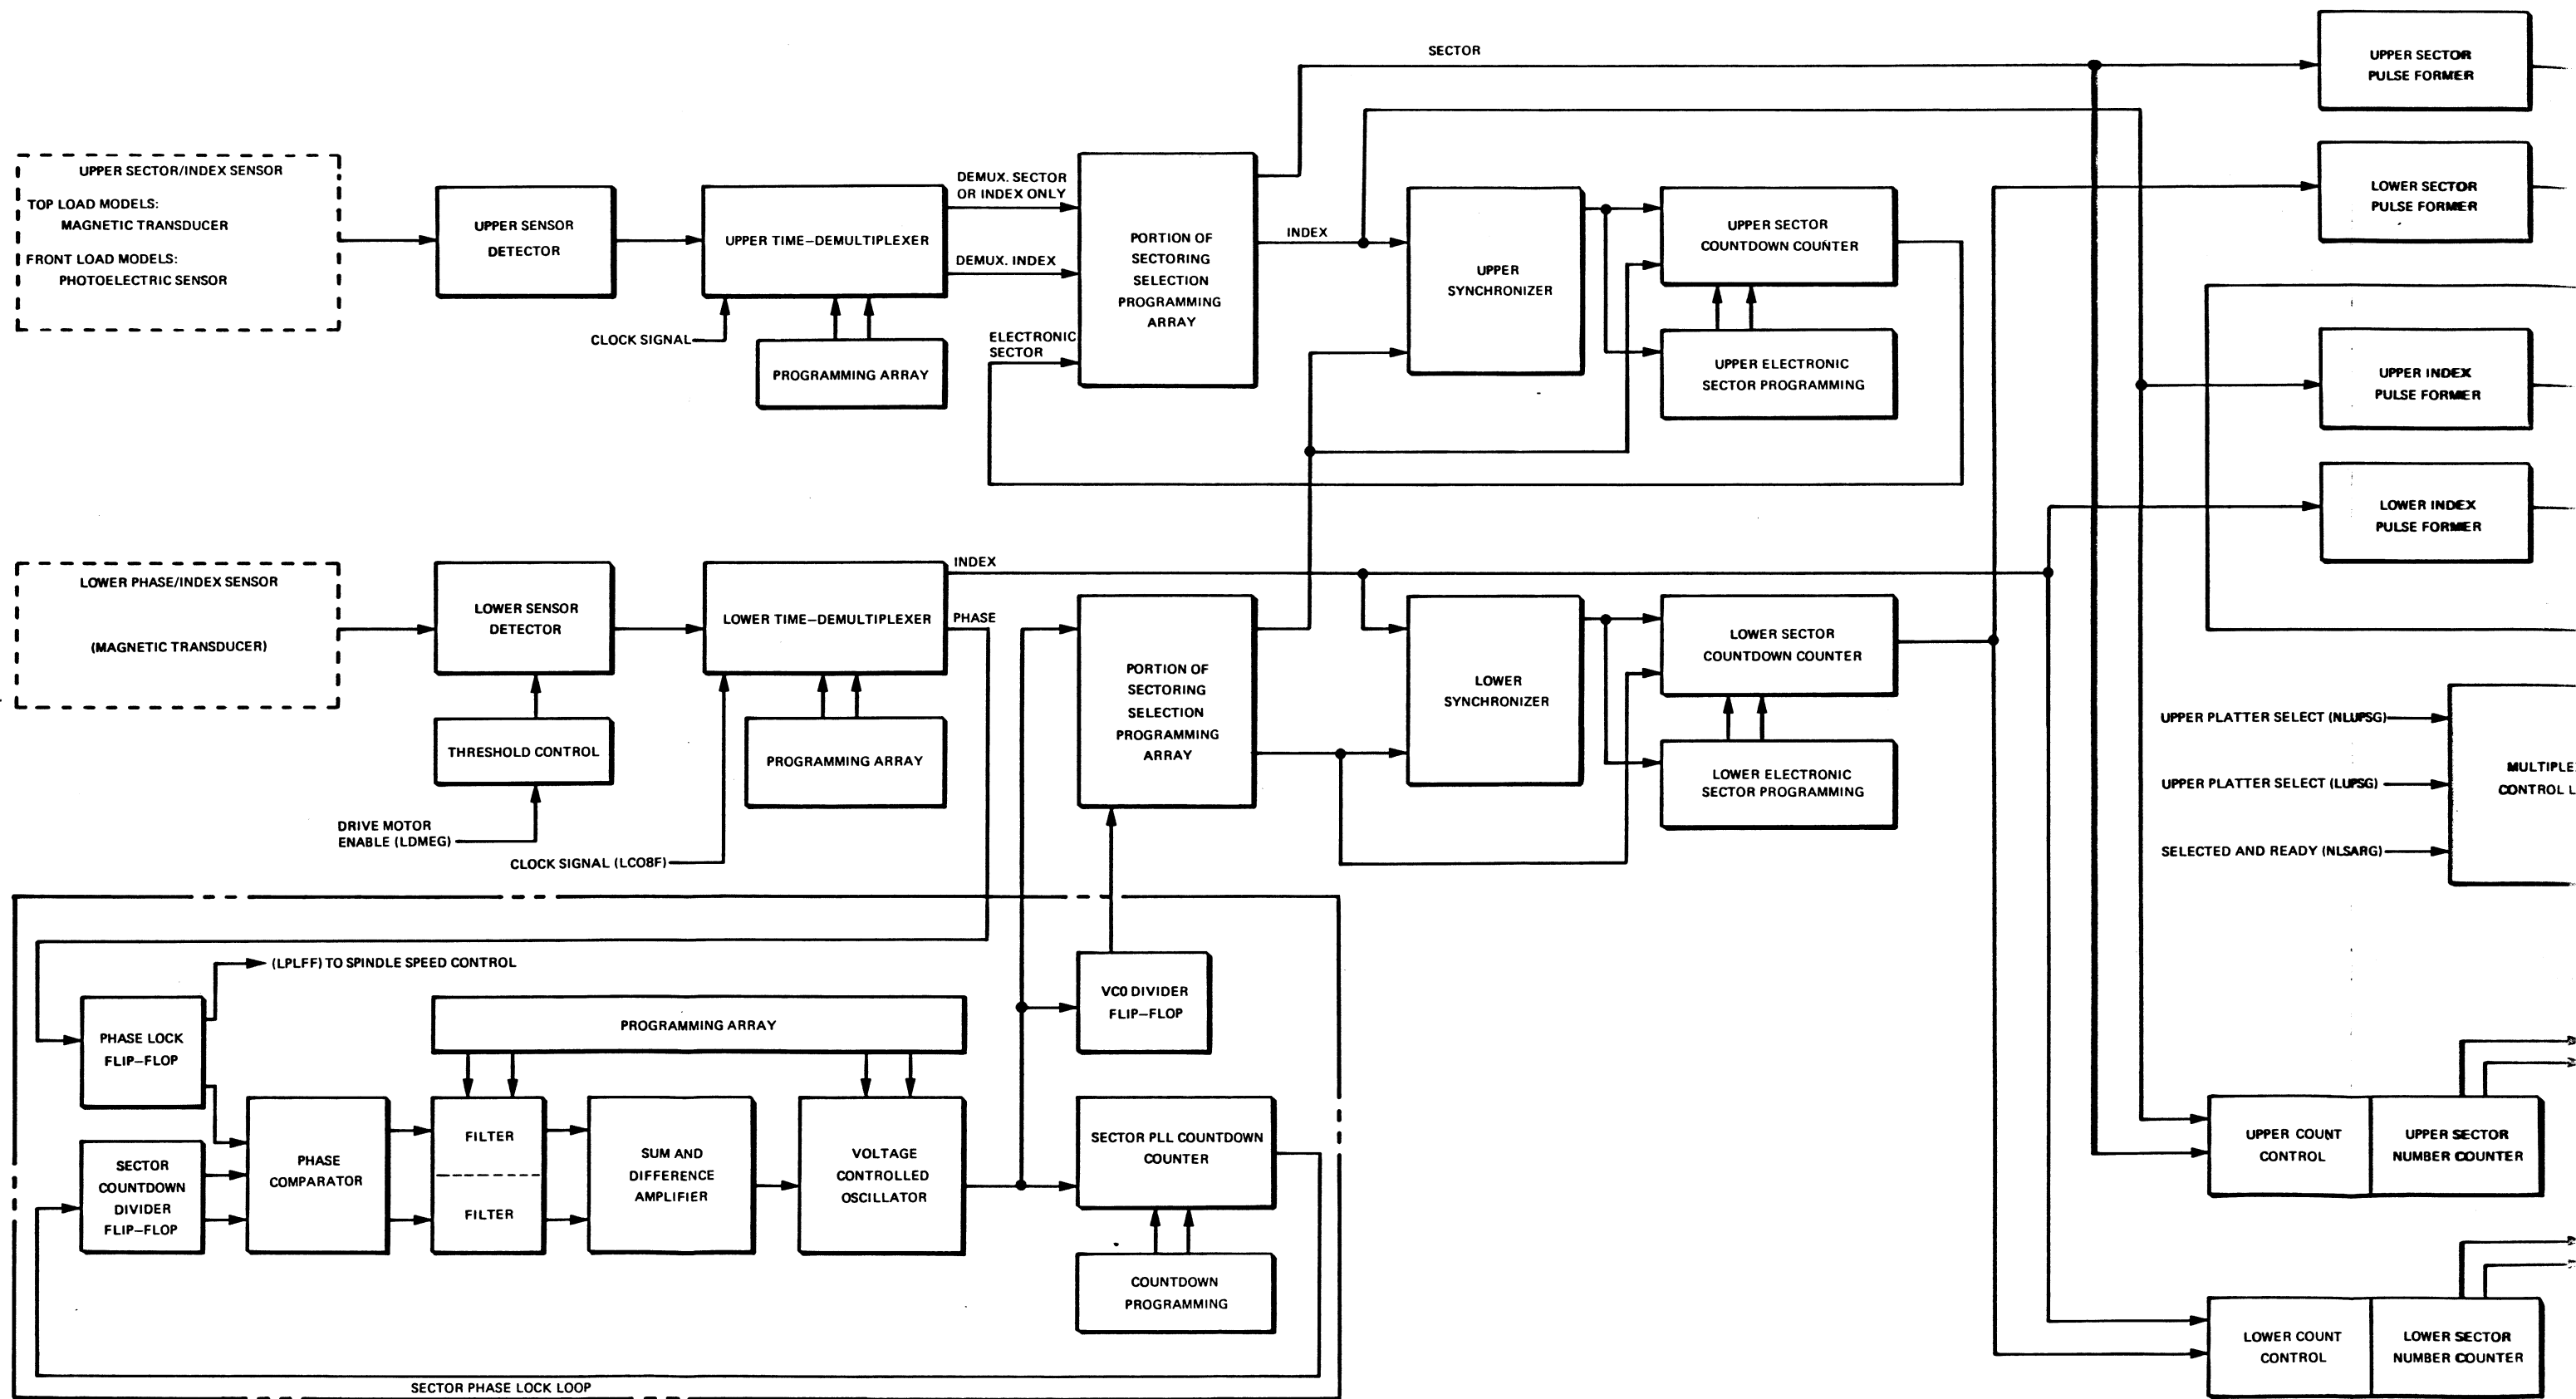 SECTOR
UPPER SECTOR
PULSE FORMER
UPPER SECTOR/INDEX SENSOR
TOP LOAD MODELS:
MAGNETIC TRANSDUCER
FRONT LOAD MODELS:
PHOTOELECTRIC SENSOR
UPPER SENSOR
DETECTOR
UPPER TIME-DEMULTIPLEXER
DEMUX. SECTOR
OR INDEX ONLY
DEMUX. INDEX
CLOCK SIGNAL
PROGRAMMING ARRAY
ELECTRONIC
SECTOR
PORTION OF
SECTORING
SELECTION
PROGRAMMING
ARRAY
INDEX
UPPER
SYNCHRONIZER
UPPER SECTOR
COUNTDOWN COUNTER
UPPER ELECTRONIC
SECTOR PROGRAMMING
LOWER SECTOR
PULSE FORMER
UPPER INDEX
PULSE FORMER
LOWER INDEX
PULSE FORMER
LOWER PHASE/INDEX SENSOR
(MAGNETIC TRANSDUCER)
LOWER SENSOR
DETECTOR
THRESHOLD CONTROL
DRIVE MOTOR
ENABLE (LDMEG)
LOWER TIME-DEMULTIPLEXER
INDEX
PHASE
PROGRAMMING ARRAY
CLOCK SIGNAL (LC08F)
PORTION OF
SECTORING
SELECTION
PROGRAMMING
ARRAY
LOWER
SYNCHRONIZER
LOWER SECTOR
COUNTDOWN COUNTER
LOWER ELECTRONIC
SECTOR PROGRAMMING
UPPER PLATTER SELECT (NLUPSG)
UPPER PLATTER SELECT (LUPSG)
SELECTED AND READY (NLSARG)
MULTIPLE
CONTROL L
(LPLFF) TO SPINDLE SPEED CONTROL
PHASE LOCK
FLIP-FLOP
PROGRAMMING ARRAY
VCO DIVIDER
FLIP-FLOP
SECTOR
COUNTDOWN
DIVIDER
FLIP-FLOP
PHASE
COMPARATOR
FILTER
FILTER
SUM AND
DIFFERENCE
AMPLIFIER
VOLTAGE
CONTROLLED
OSCILLATOR
SECTOR PLL COUNTDOWN
COUNTER
COUNTDOWN
PROGRAMMING
SECTOR PHASE LOCK LOOP
UPPER COUNT
CONTROL
UPPER SECTOR
NUMBER COUNTER
LOWER COUNT
CONTROL
LOWER SECTOR
NUMBER COUNTER